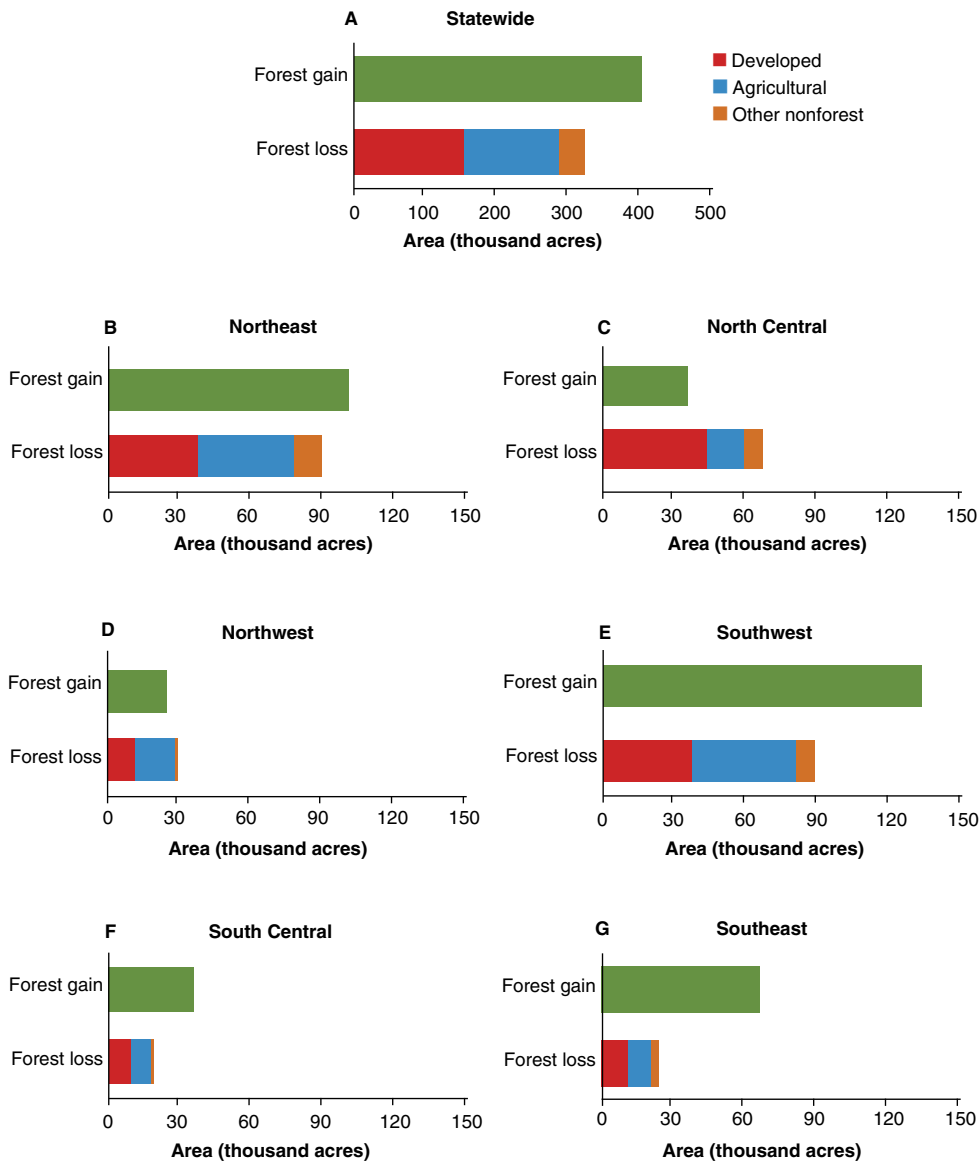 A Statewide
Forest gain
Forest loss
Developed
Agricultural
Other nonforest
0 100 200 300 400 500
Area (thousand acres)
B Northeast
Forest gain
Forest loss
0 30 60 90 120 150
Area (thousand acres)
C North Central
Forest gain
Forest loss
0 30 60 90 120 150
Area (thousand acres)
D Northwest
Forest gain
Forest loss
0 30 60 90 120 150
Area (thousand acres)
E Southwest
Forest gain
Forest loss
0 30 60 90 120 150
Area (thousand acres)
F South Central
Forest gain
Forest loss
0 30 60 90 120 150
Area (thousand acres)
G Southeast
Forest gain
Forest loss
0 30 60 90 120 150
Area (thousand acres)